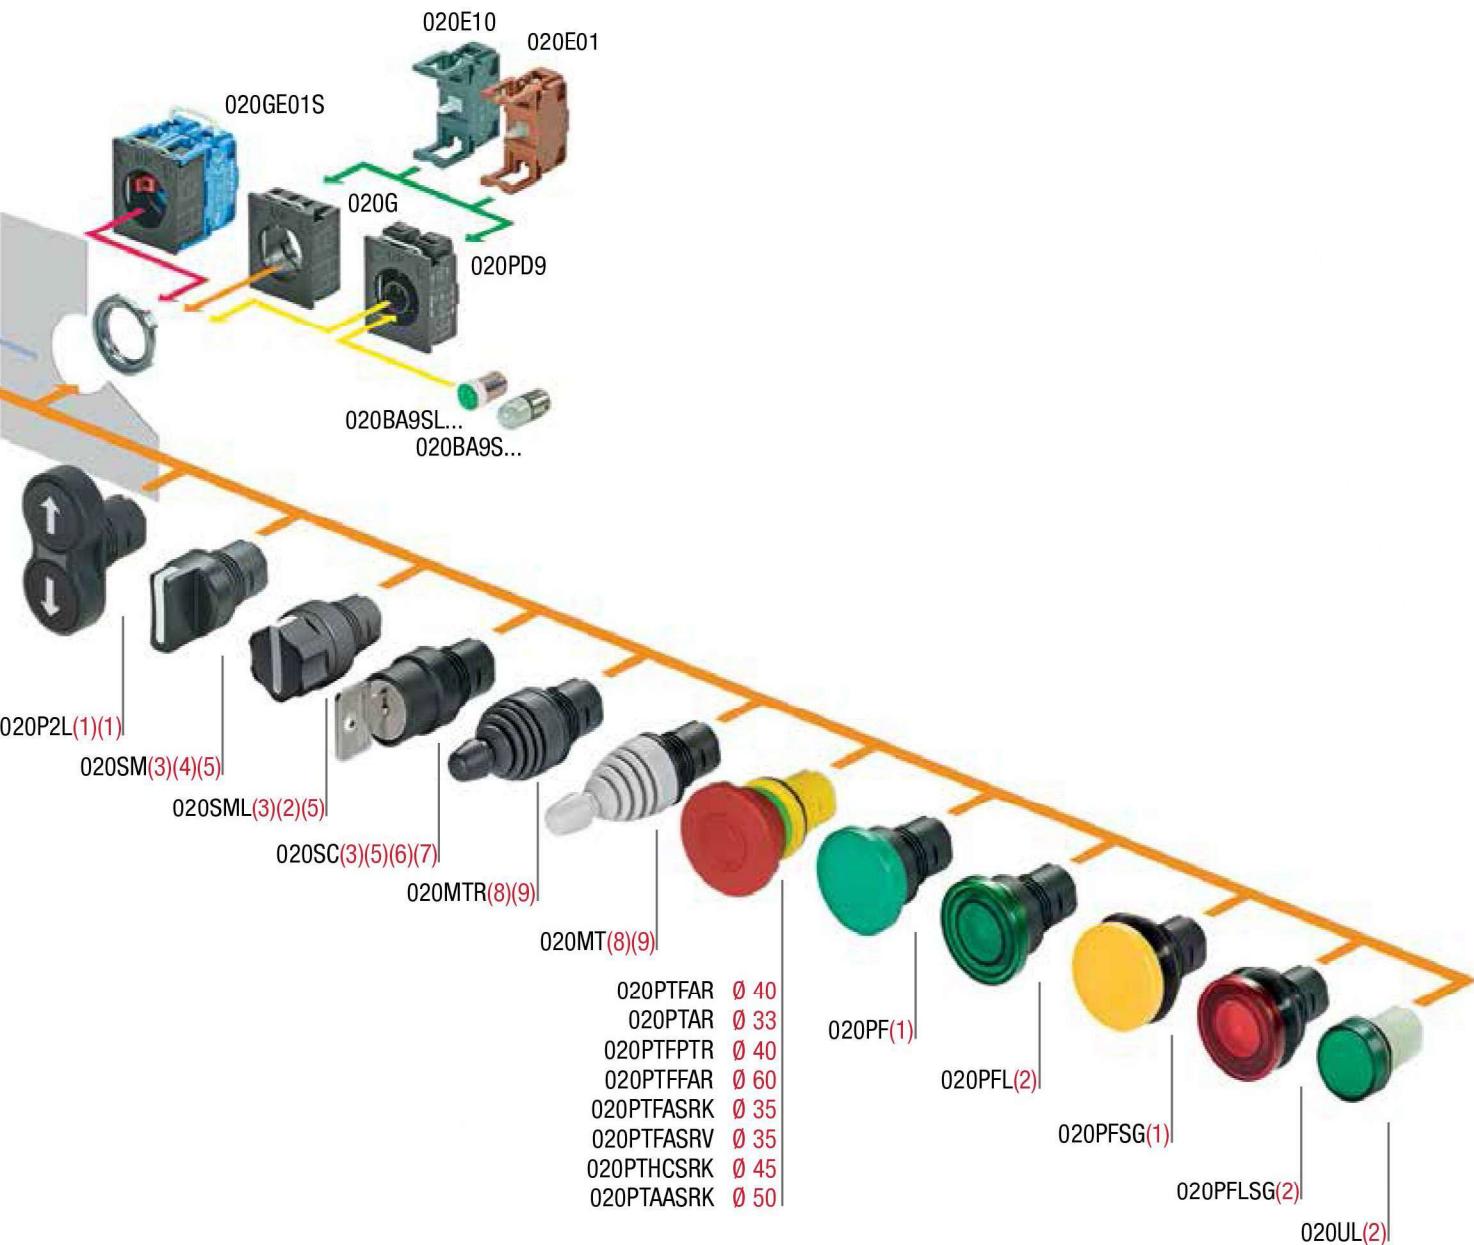 020E10
020E01
020GE01S
020G
020PD9
020BA9SL...
020BA9S...
020P2L(1)(1)
020SM(3)(4)(5)
020SML(3)(2)(5)
020SC(3)(5)(6)(7)
020MTR(8)(9)
020MT(8)(9)
020PTFAR Ø 40
020PTAR Ø 33
020PTFPTR Ø 40
020PTFFAR Ø 60
020PTFASRK Ø 35
020PTFASRV Ø 35
020PTHCSRK Ø 45
020PTAASRK Ø 50
020PF(1)
020PFL(2)
020PFSG(1)
020PFLSG(2)
020UL(2)